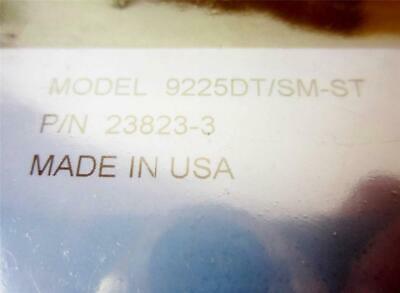 MODEL 9225DT/SM-ST
P/N 23823-3
MADE IN USA